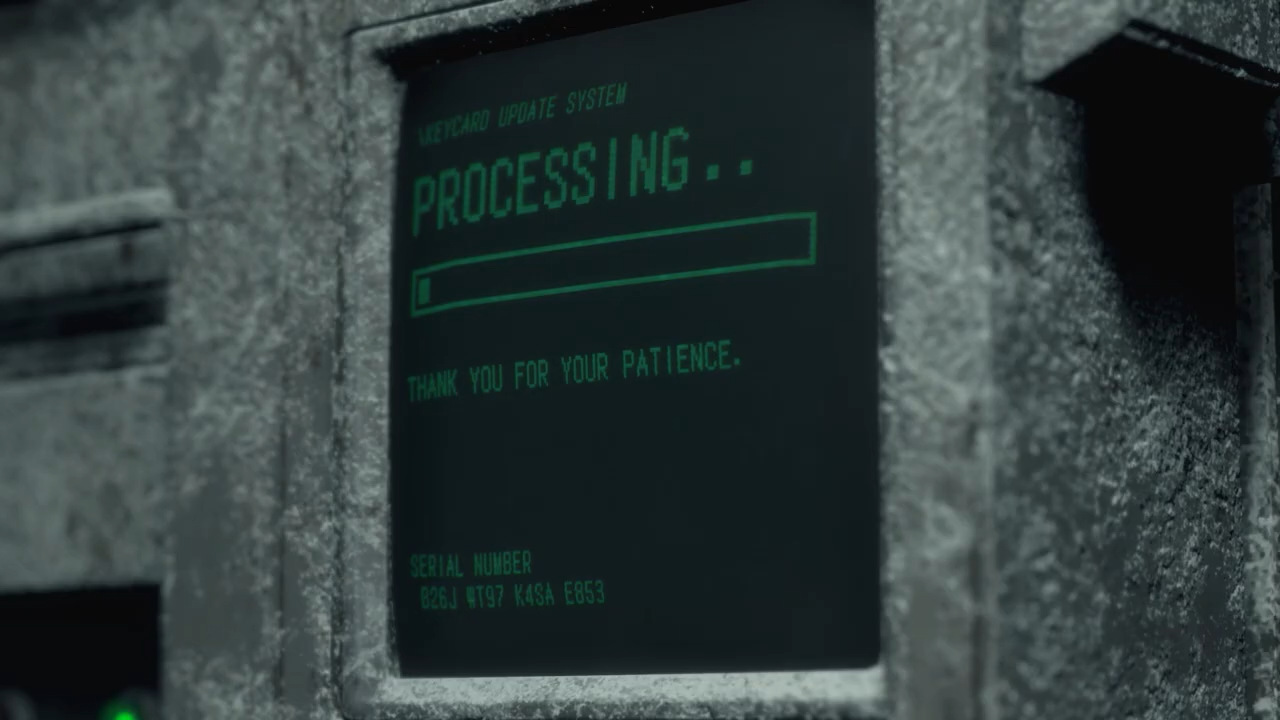 \KEYCARD UPDATE SYSTEM
PROCESSING..
THANK YOU FOR YOUR PATIENCE.
SERIAL NUMBER
B26J WT97 K4SA E853